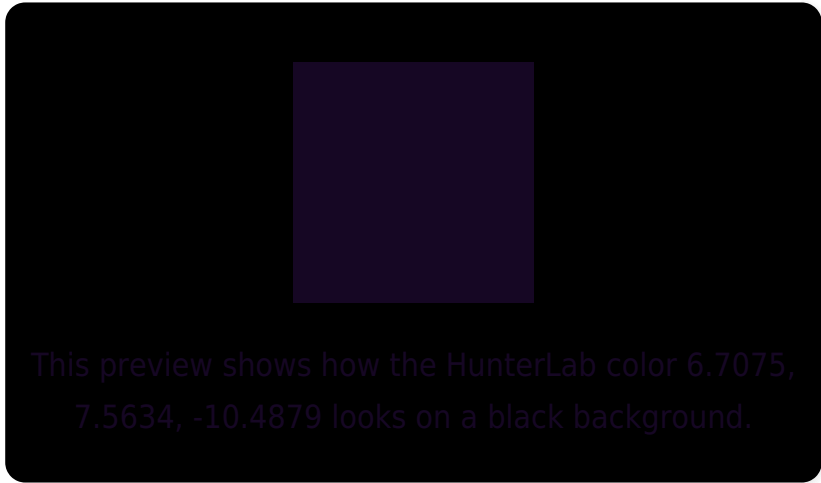 This preview shows how the HunterLab color 6.7075,
7.5634, -10.4879 looks on a black background.